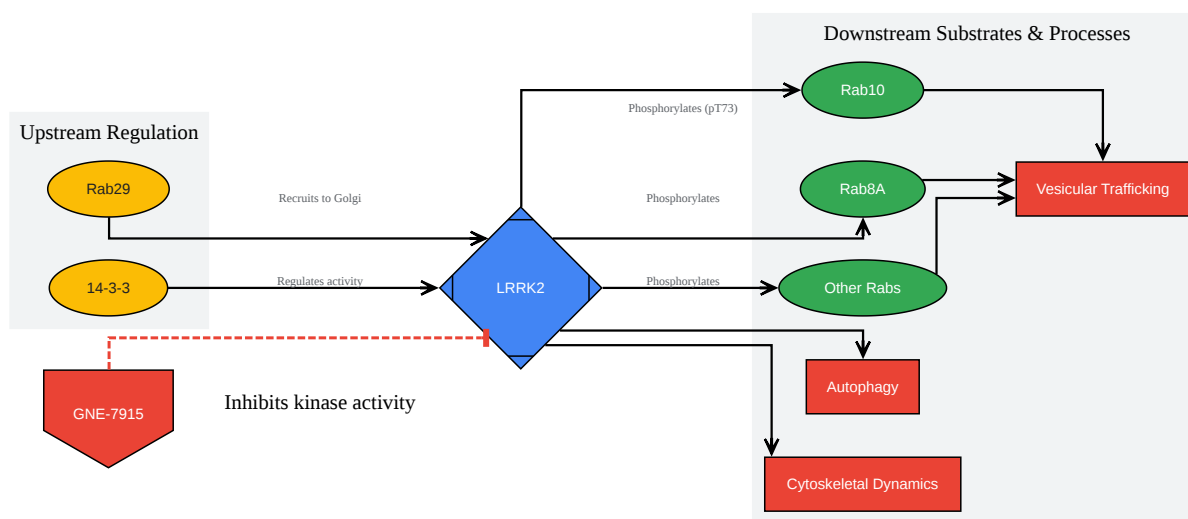 Downstream Substrates & Processes
Rab10
Phosphorylates (pT73)
Upstream Regulation
Rab29
Recruits to Golgi
Phosphorylates
Rab8A
Vesicular Trafficking
14-3-3
Regulates activity
LRRK2
Phosphorylates
Other Rabs
GNE-7915
Inhibits kinase activity
Autophagy
Cytoskeletal Dynamics